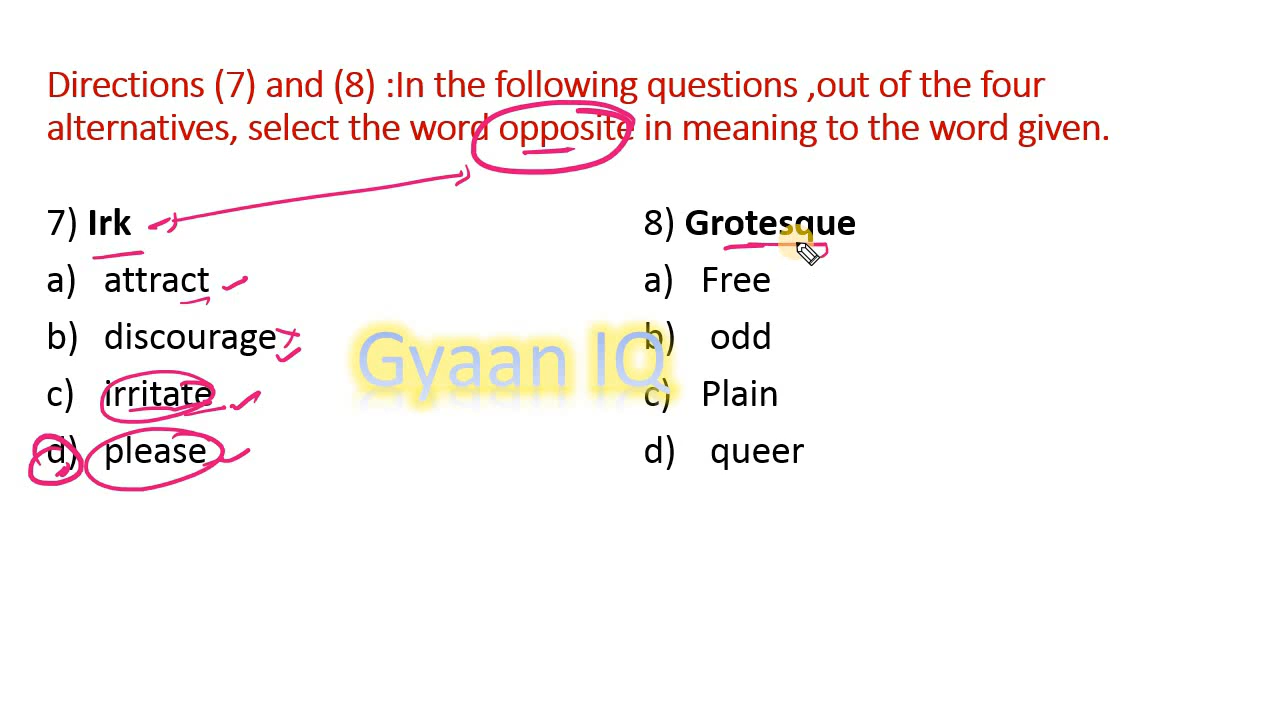 Directions (7) and (8) :In the following questions ,out of the four
alternatives, select the word opposite in meaning to the word given.
7) Irk
a) attract
b) discourage
c) irritate
d) please
8) Grotesque
a) Free
b) odd
c) Plain
d) queer
Gyaan IQ